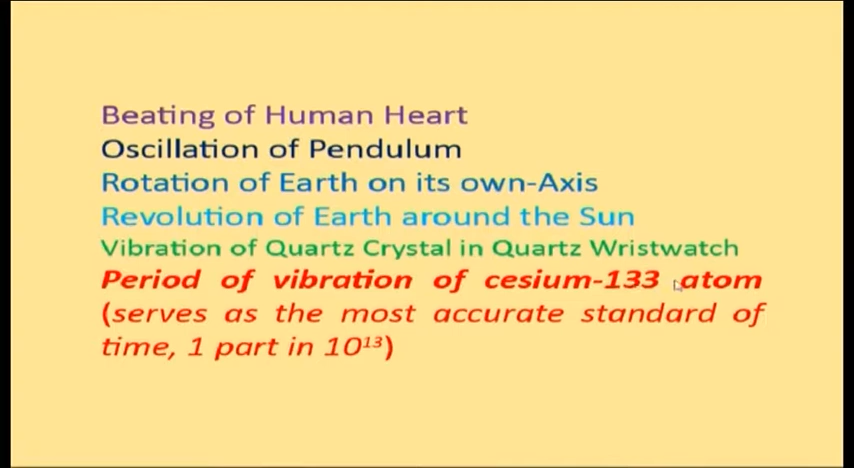 Beating of Human Heart
Oscillation of Pendulum
Rotation of Earth on its own-Axis
Revolution of Earth around the Sun
Vibration of Quartz Crystal in Quartz Wristwatch
Period of vibration of cesium-133 atom
(serves as the most accurate standard of
time, 1 part in 10¹³)